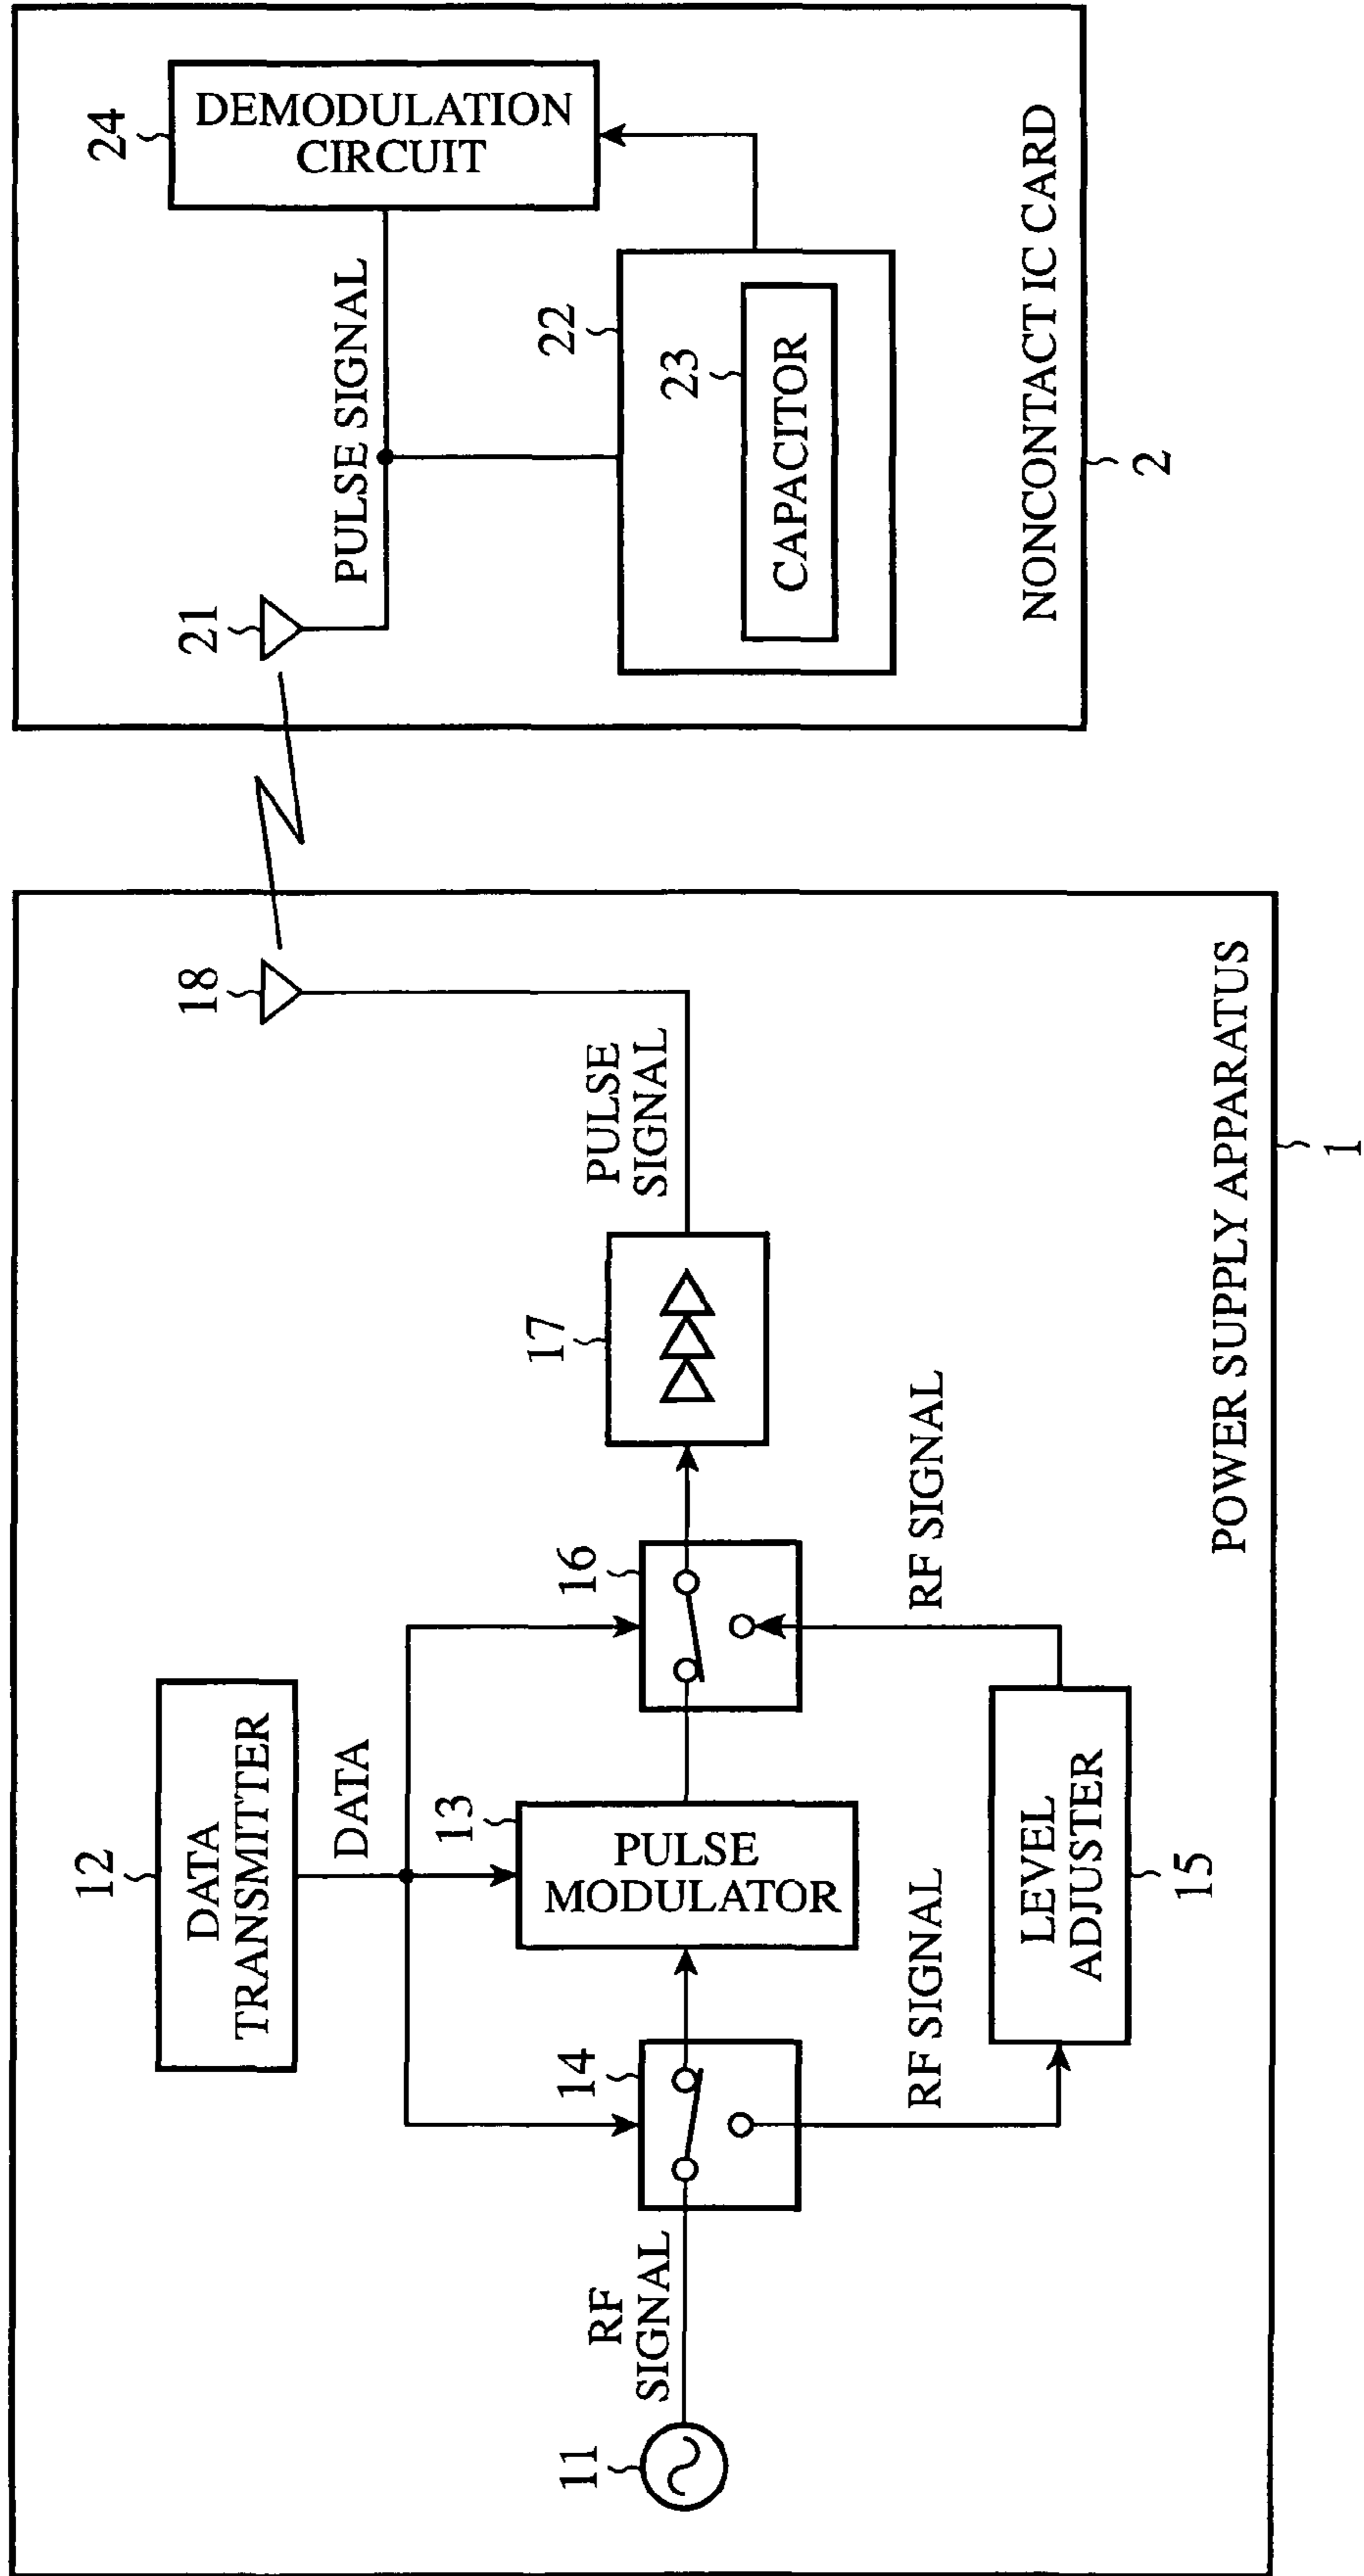 12
DATA
TRANSMITTER
DATA
11
RF
SIGNAL
14
13
PULSE
MODULATOR
16
17
PULSE
SIGNAL
18
RF SIGNAL
LEVEL
ADJUSTER
15
RF SIGNAL
POWER SUPPLY APPARATUS
1
21
PULSE SIGNAL
24
DEMODULATION
CIRCUIT
22
23
CAPACITOR
NONCONTACT IC CARD
2